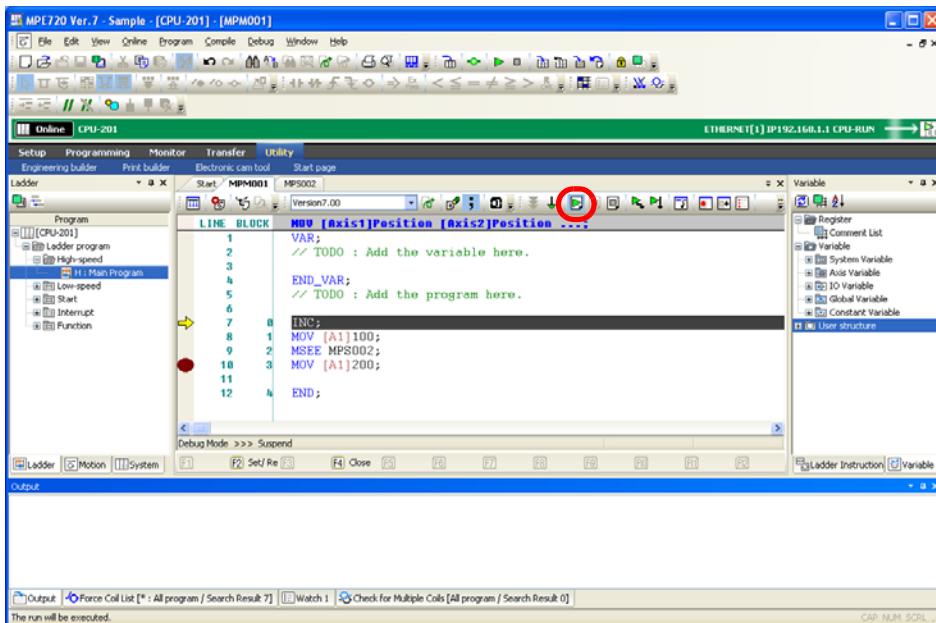 MPE720 Ver.7 - Sample - [CPU-201] - [MPM001]
File Edit View Online Program Compile Debug Window Help
Online CPU-201 ETHERNET[1] IP192.168.1.1 CPU-RUN
Setup Programming Monitor Transfer Utility
Engineering builder Print builder Electronic cam tool Start page
Ladder
Program
[CPU-201]
Ladder program
High-speed
H : Main Program
Low-speed
Start
Interrupt
Function
Ladder Motion System
Start MPM001 MPS002
Version7.00
LINE BLOCK MOV [Axis1]Position [Axis2]Position ...;
1 VAR;
2 // TODO : Add the variable here.
3
4 END_VAR;
5 // TODO : Add the program here.
6
7 0 INC;
8 1 MOV [A1]100;
9 2 MSEE MPS002;
10 3 MOV [A1]200;
11
12 4 END;
Debug Mode >>> Suspend
F1 F2 Set/Re F3 F4 Close F5 F6 F7 F8 F9
Variable
Register
Comment List
Variable
System Variable
Axis Variable
IO Variable
Global Variable
Constant Variable
User structure
Ladder Instruction Variable
Output
Output Force Coil List [* : All program / Search Result 7] Watch 1 Check for Multiple Coils [All program / Search Result 0]
The run will be executed. CAP NUM SCRL